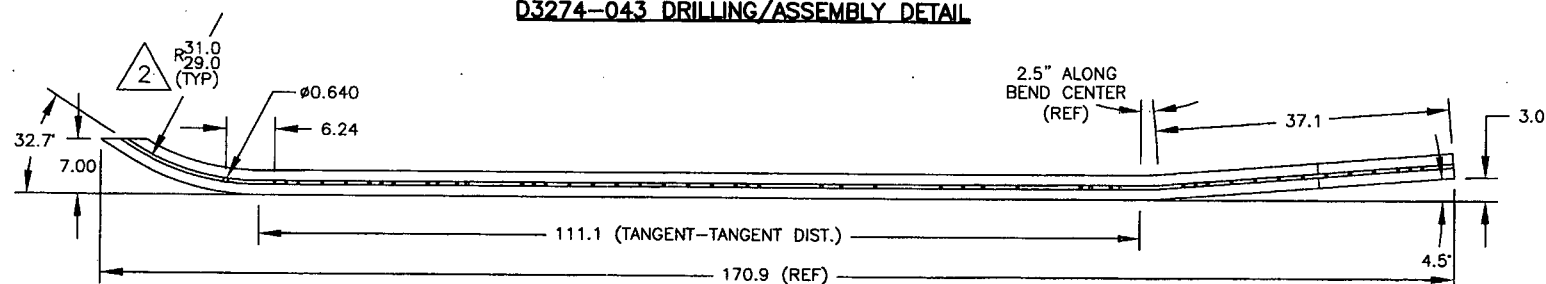 D3274-043 DRILLING/ASSEMBLY DETAIL
2
R31.0
29.0
(TYP)
Ø0.640
6.24
32.7°
7.00
2.5" ALONG
BEND CENTER
(REF)
37.1
3.0
111.1 (TANGENT-TANGENT DIST.)
4.5°
170.9 (REF)